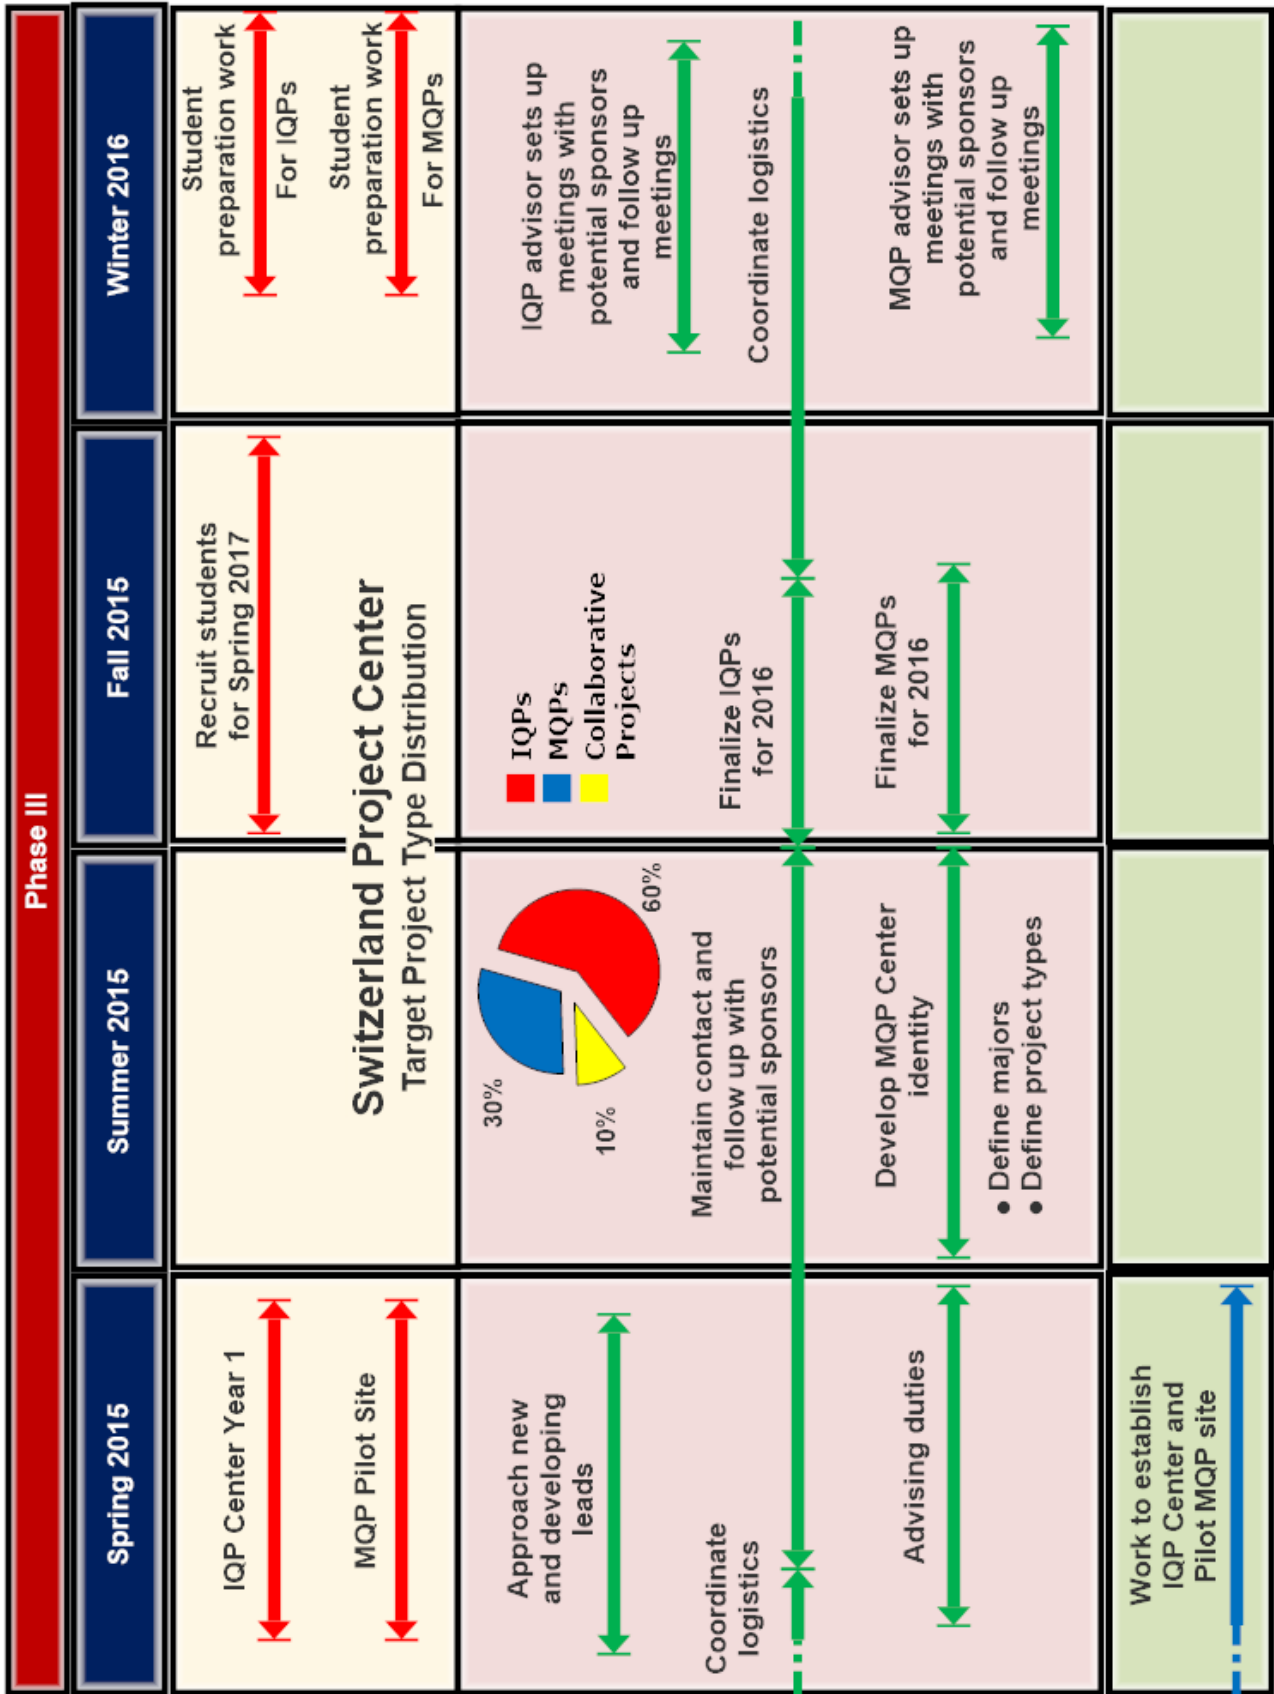 Phase III
Spring 2015
Summer 2015
Fall 2015
Winter 2016
IQP Center Year 1
MQP Pilot Site
Recruit students
for Spring 2017
Student
preparation work
For IQPs
Student
preparation work
For MQPs
Switzerland Project Center
Target Project Type Distribution
30%
10%
60%
IQPs
MQPs
Collaborative
Projects
Approach new
and developing
leads
Coordinate
logistics
Advising duties
Maintain contact and
follow up with
potential sponsors
Develop MQP Center
identity
● Define majors
● Define project types
Finalize IQPs
for 2016
Finalize MQPs
for 2016
IQP advisor sets up
meetings with
potential sponsors
and follow up
meetings
Coordinate logistics
MQP advisor sets up
meetings with
potential sponsors
and follow up
meetings
Work to establish
IQP Center and
Pilot MQP site